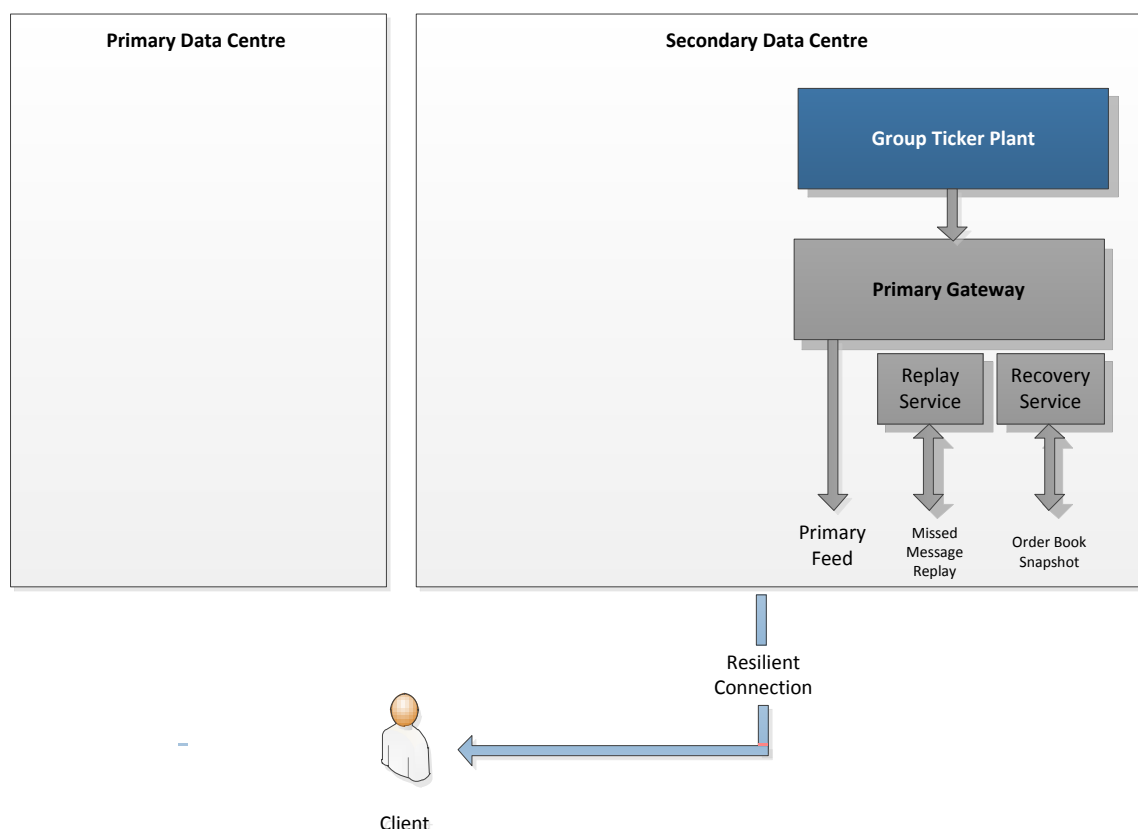 Primary Data Centre
Secondary Data Centre
Group Ticker Plant
Primary Gateway
Replay
Service
Recovery
Service
Primary
Feed
Missed
Message
Replay
Order Book
Snapshot
Resilient
Connection
Client